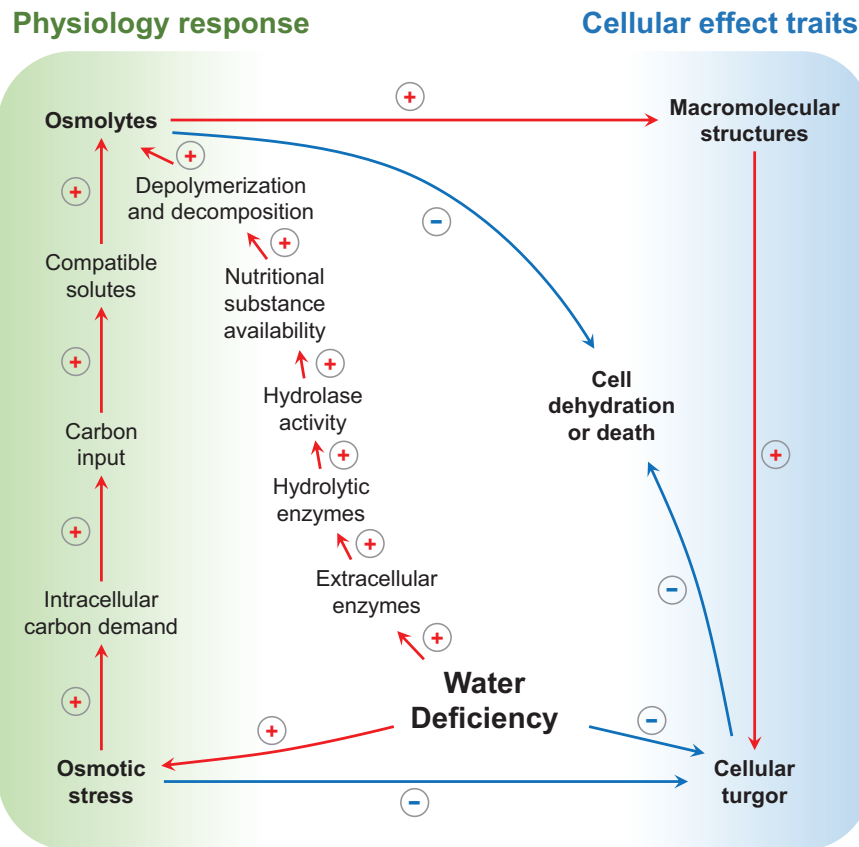 Physiology response
Cellular effect traits
Osmolytes
+
Macromolecular
structures
+
Depolymerization
and decomposition
+
−
+
Compatible
solutes
Nutritional
substance
availability
+
+
Hydrolase
activity
Cell
dehydration
or death
Carbon
input
+
+
Hydrolytic
enzymes
+
+
Extracellular
enzymes
−
Intracellular
carbon demand
+
Water
Deficiency
+
+
−
Osmotic
stress
−
Cellular
turgor